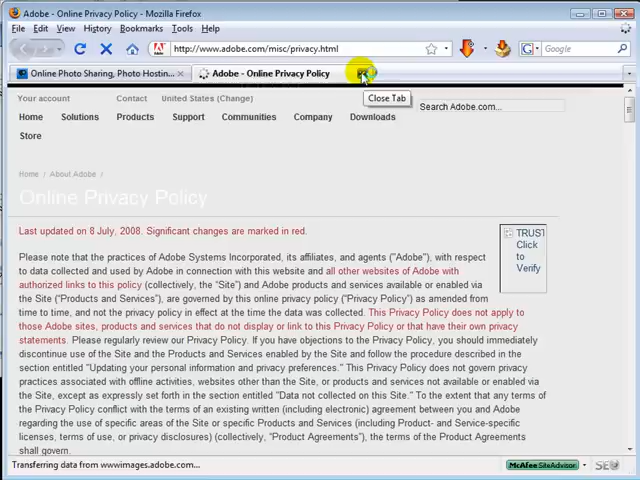 Adobe - Online Privacy Policy - Mozilla Firefox
File Edit View History Bookmarks Tools Help
http://www.adobe.com/misc/privacy.html
Google
Online Photo Sharing, Photo Hostin...
Adobe - Online Privacy Policy
Close Tab
Your account Contact United States (Change)
Search Adobe.com...
Home Solutions Products Support Communities Company Downloads
Store
Home / About Adobe /
Online Privacy Policy
Last updated on 8 July, 2008. Significant changes are marked in red.
TRUST
Click
to
Verify
Please note that the practices of Adobe Systems Incorporated, its affiliates, and agents ("Adobe"), with respect
to data collected and used by Adobe in connection with this website and all other websites of Adobe with
authorized links to this policy (collectively, the "Site") and Adobe products and services available or enabled via
the Site ("Products and Services"), are governed by this online privacy policy ("Privacy Policy") as amended from
time to time, and not the privacy policy in effect at the time the data was collected. This Privacy Policy does not apply to
those Adobe sites, products and services that do not display or link to this Privacy Policy or that have their own privacy
statements. Please regularly review our Privacy Policy. If you have objections to the Privacy Policy, you should immediately
discontinue use of the Site and the Products and Services enabled by the Site and follow the procedure described in the
section entitled "Updating your personal information and privacy preferences." This Privacy Policy does not govern privacy
practices associated with offline activities, websites other than the Site, or products or services not available or enabled via
the Site, except as expressly set forth in the section entitled "Data not collected on this Site." To the extent that any terms of
the Privacy Policy conflict with the terms of an existing written (including electronic) agreement between you and Adobe
regarding the use of specific areas of the Site or specific Products and Services (including Product- and Service-specific
licenses, terms of use, or privacy disclosures) (collectively, "Product Agreements"), the terms of the Product Agreements
shall govern.
Transferring data from wwwimages.adobe.com...
McAfee SiteAdvisor